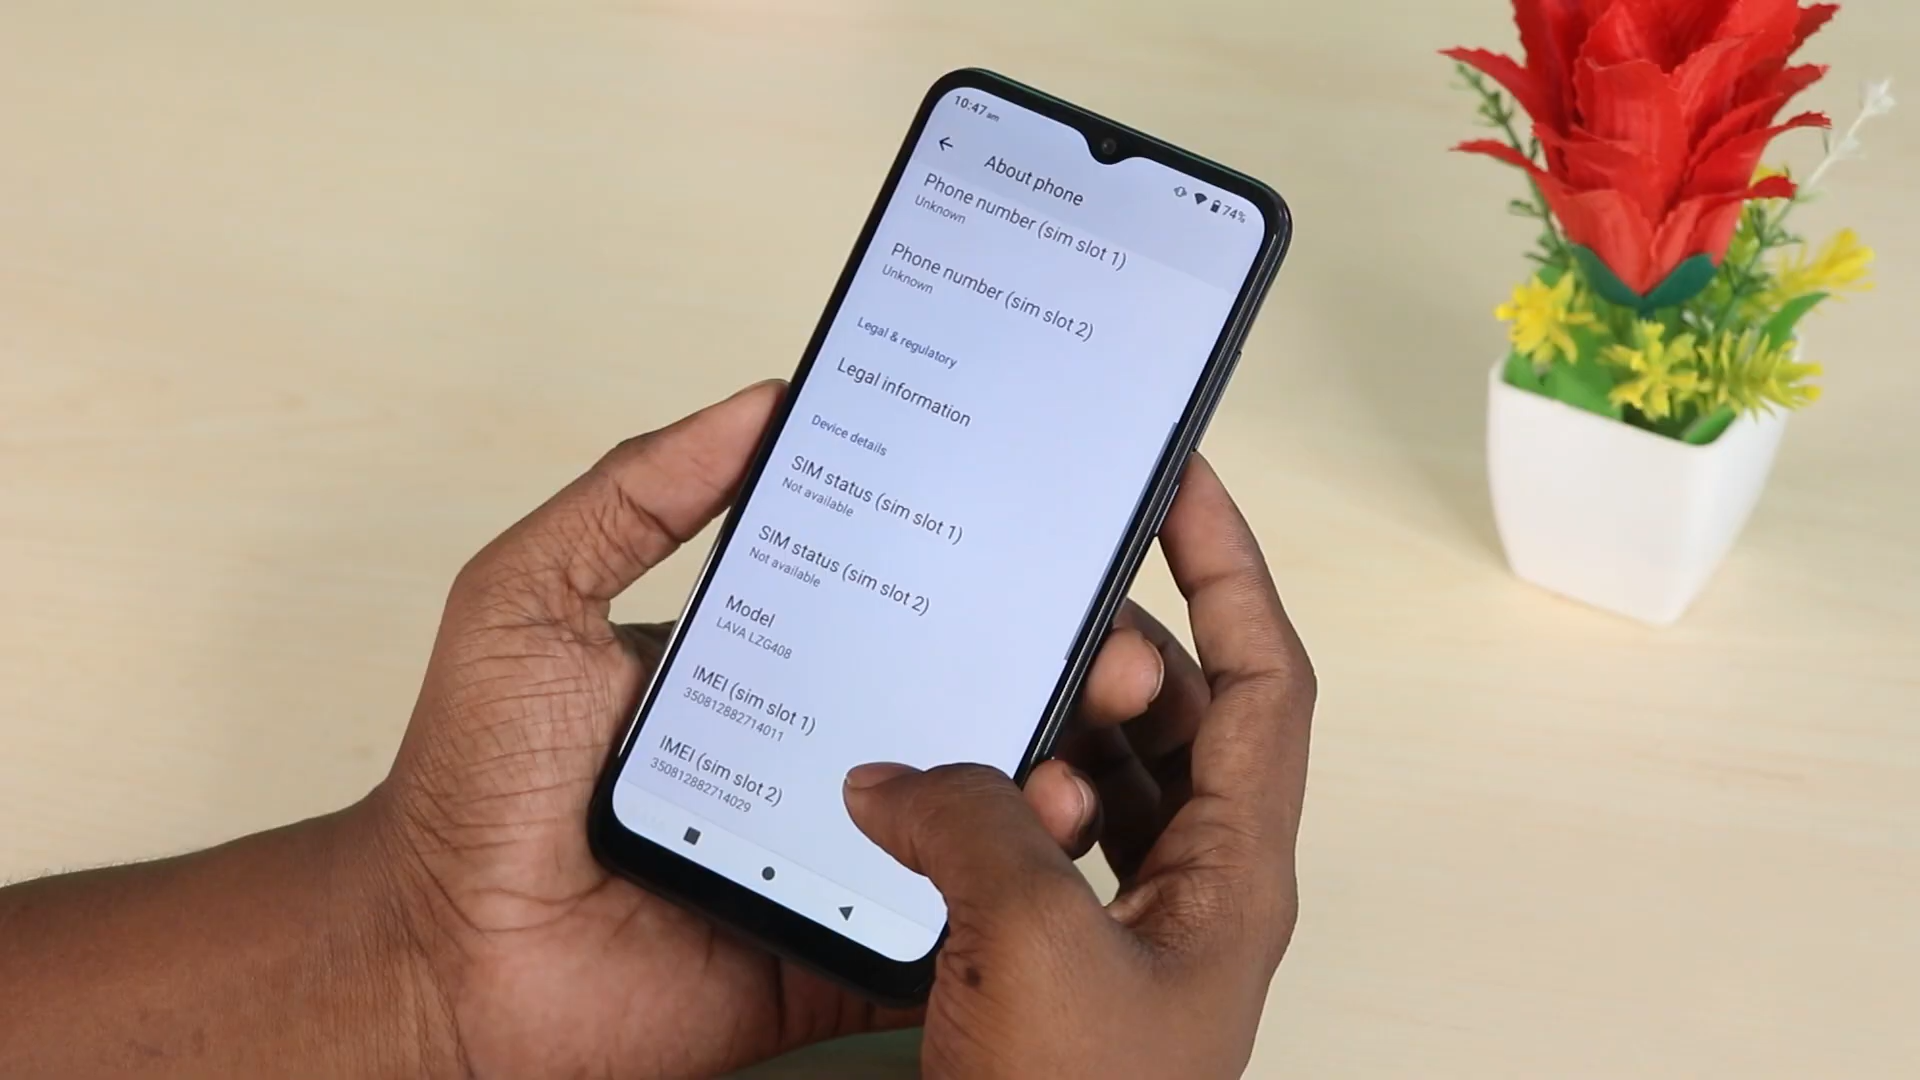 10:47 am
74%
About phone
Phone number (sim slot 1)
Unknown
Phone number (sim slot 2)
Unknown
Legal & regulatory
Legal information
Device details
SIM status (sim slot 1)
Not available
SIM status (sim slot 2)
Not available
Model
LAVA LZG408
IMEI (sim slot 1)
350812882714011
IMEI (sim slot 2)
350812882714029